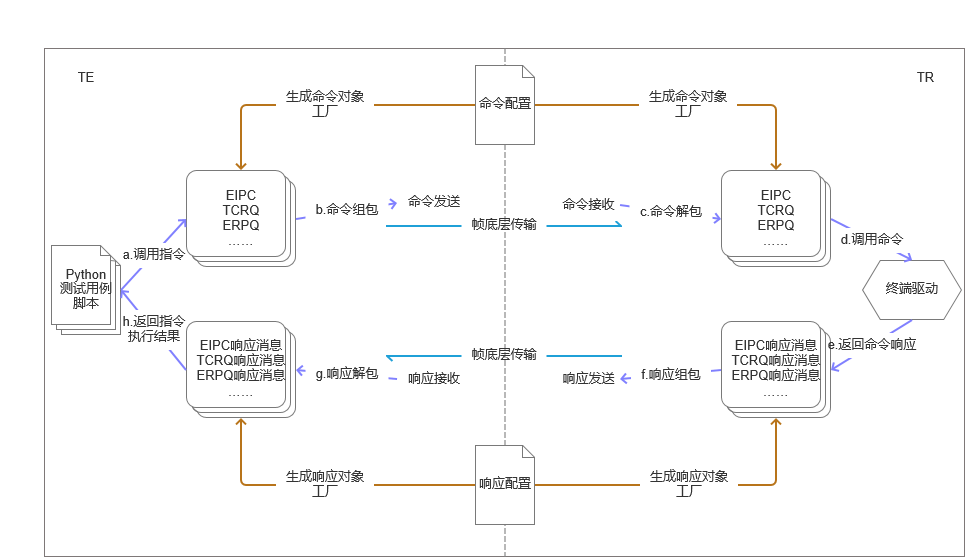 TE
TR
生成命令对象
工厂
命令配置
生成命令对象
工厂
EIPC
TCRQ
ERPQ
……
b.命令组包
命令发送
帧底层传输
命令接收
c.命令解包
EIPC
TCRQ
ERPQ
……
a.调用指令
d.调用命令
Python
测试用例
脚本
终端驱动
h.返回指令
执行结果
EIPC响应消息
TCRQ响应消息
ERPQ响应消息
……
g.响应解包
响应接收
帧底层传输
响应发送
f.响应组包
EIPC响应消息
TCRQ响应消息
ERPQ响应消息
……
e.返回命令响应
生成响应对象
工厂
响应配置
生成响应对象
工厂